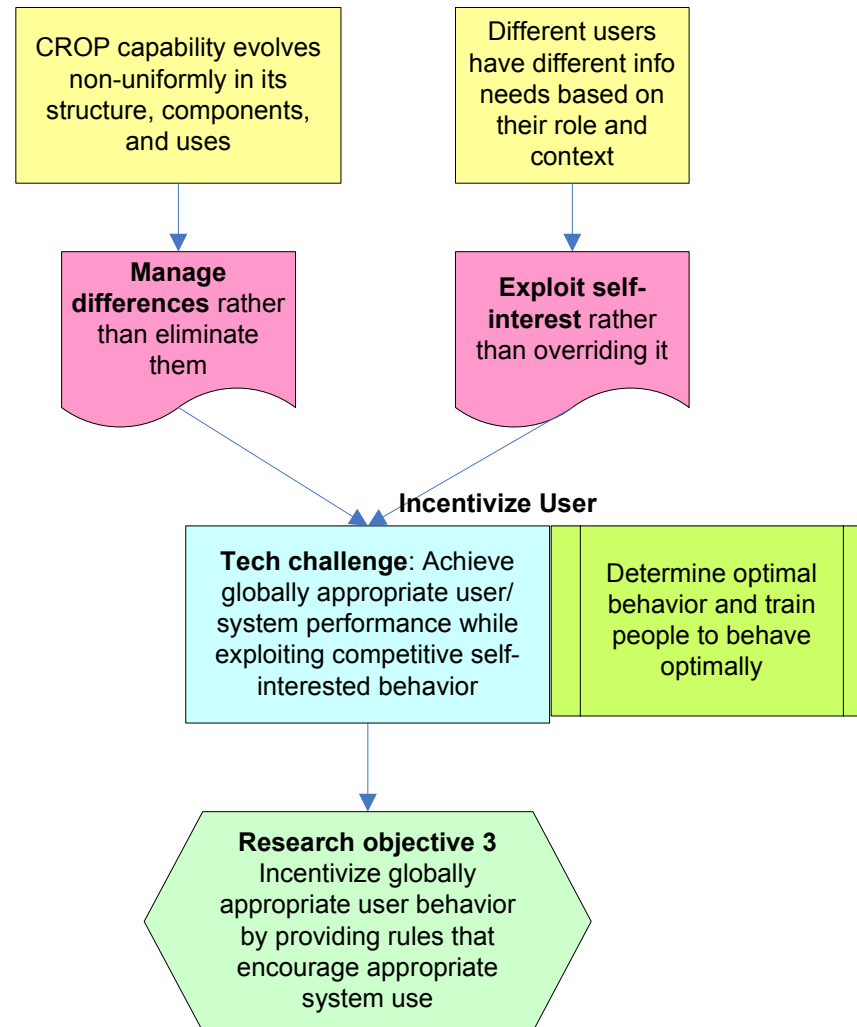 CROP capability evolves
non-uniformly in its
structure, components,
and uses
Different users
have different info
needs based on
their role and
context
Manage
differences rather
than eliminate
them
Exploit self-
interest rather
than overriding it
Incentivize User
Tech challenge: Achieve
globally appropriate user/
system performance while
exploiting competitive self-
interested behavior
Determine optimal
behavior and train
people to behave
optimally
Research objective 3
Incentivize globally
appropriate user behavior
by providing rules that
encourage appropriate
system use